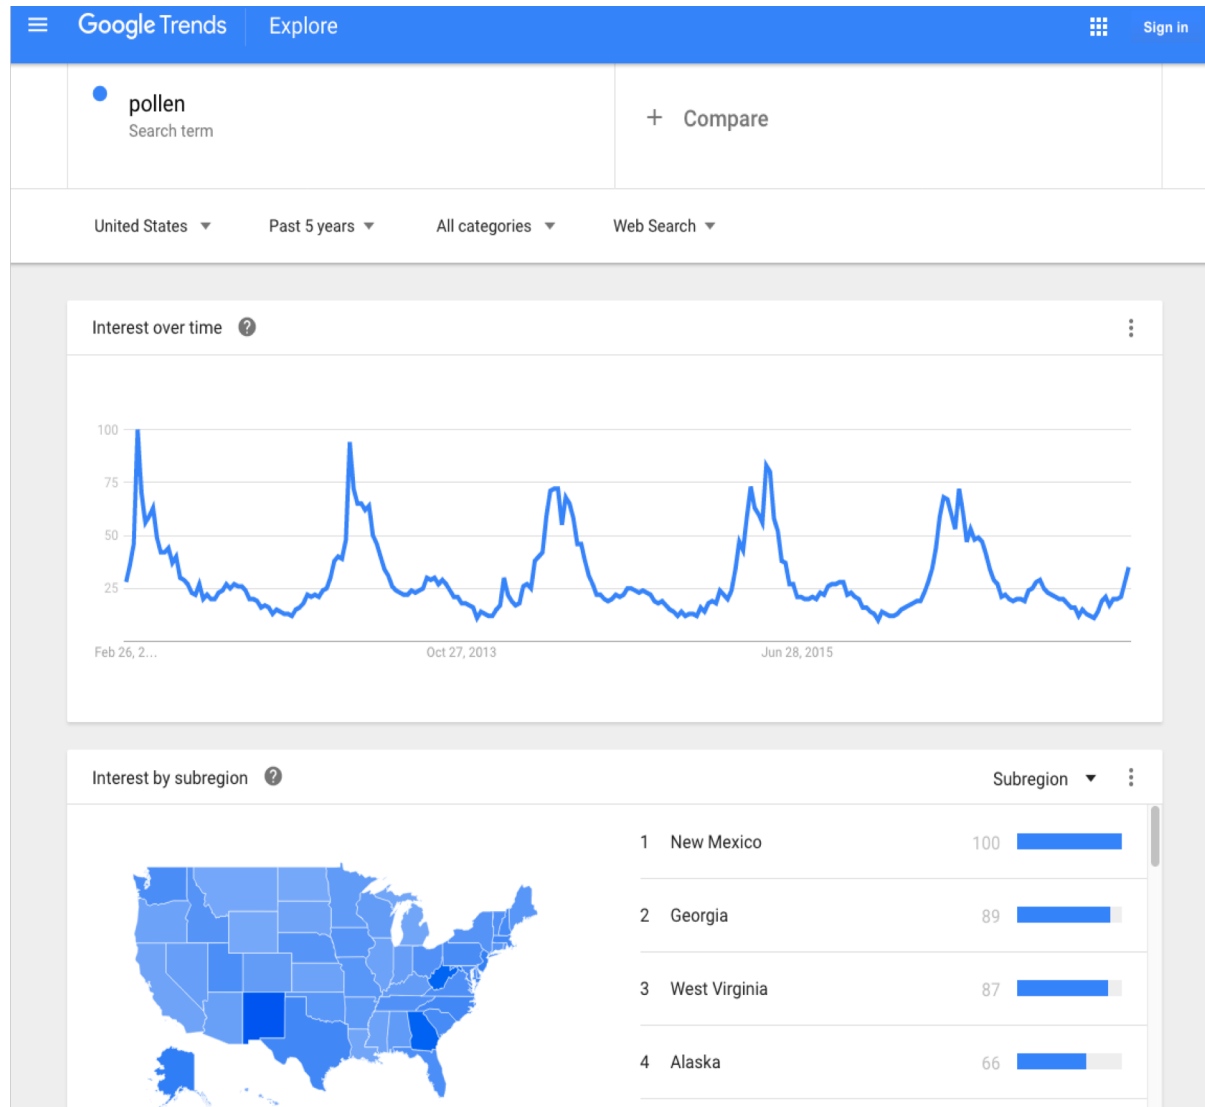 Google Trends Explore Sign in
pollen
Search term
+ Compare
United States Past 5 years All categories Web Search
Interest over time ?
100
75
50
25
Feb 26, 2... Oct 27, 2013 Jun 28, 2015
Interest by subregion ? Subregion
1 New Mexico 100
2 Georgia 89
3 West Virginia 87
4 Alaska 66